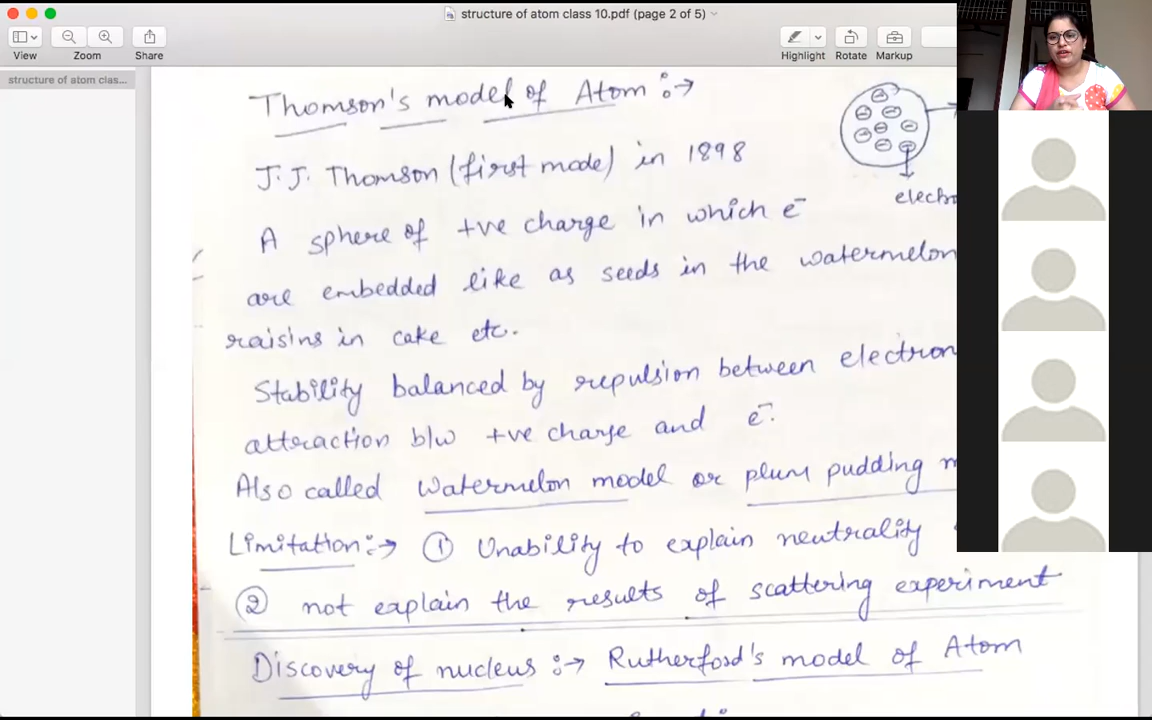 structure of atom class 10.pdf (page 2 of 5)
View
Zoom
Share
Highlight
Rotate
Markup
structure of atom clas...
Thomson's model of Atom :→
J.J. Thomson (first mode) in 1898
A sphere of +ve charge in which e⁻
are embedded like as seeds in the watermelon
raisins in cake etc.
electro
Stability balanced by repulsion between electron
attraction b/w +ve charge and e⁻.
Also called Watermelon model or plum pudding m
Limitation :→ ① Unability to explain neutrality
② not explain the results of scattering experiment
Discovery of nucleus :→ Rutherford's model of Atom